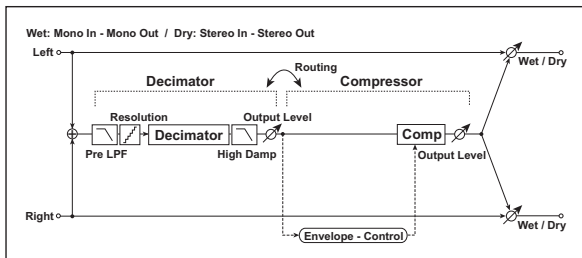 Wet: Mono In - Mono Out / Dry: Stereo In - Stereo Out
Left
Wet / Dry
Routing
Decimator
Compressor
Resolution
Output Level
Decimator
Comp
Pre LPF
High Damp
Output Level
Right
Wet / Dry
Envelope - Control